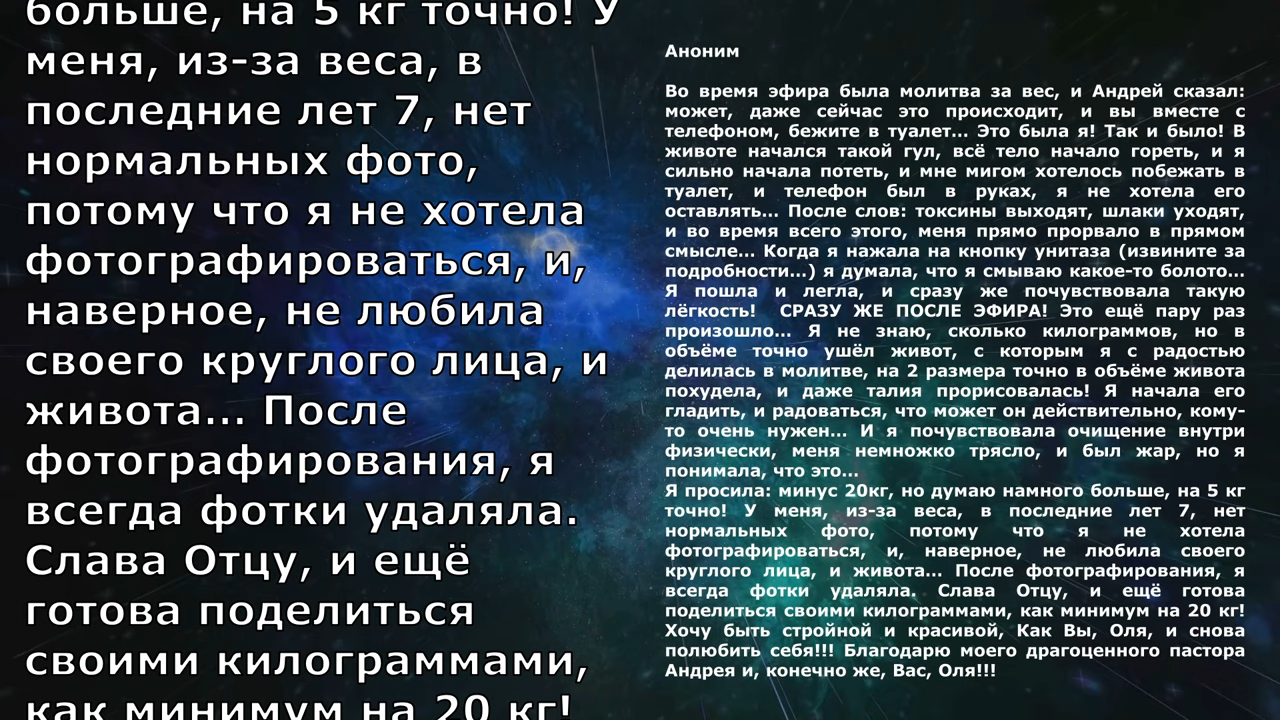 больше, на 5 кг точно! У
меня, из-за веса, в
последние лет 7, нет
нормальных фото,
потому что я не хотела
фотографироваться, и,
наверное, не любила
своего круглого лица, и
живота... После
фотографирования, я
всегда фотки удаляла.
Слава Отцу, и ещё
готова поделиться
своими килограммами,
как минимум на 20 кг!
Аноним
Во время эфира была молитва за вес, и Андрей сказал:
может, даже сейчас это происходит, и вы вместе с
телефоном, бежите в туалет... Это была я! Так и было! В
животе начался такой гул, всё тело начало гореть, и я
сильно начала потеть, и мне мигом хотелось побежать в
туалет, и телефон был в руках, я не хотела его
оставлять... После слов: токсины выходят, шлаки уходят,
и во время всего этого, меня прямо прорвало в прямом
смысле... Когда я нажала на кнопку унитаза (извините за
подробности...) я думала, что я смываю какое-то болото...
Я пошла и легла, и сразу же почувствовала такую
лёгкость! СРАЗУ ЖЕ ПОСЛЕ ЭФИРА! Это ещё пару раз
произошло... Я не знаю, сколько килограммов, но в
объёме точно ушёл живот, с которым я с радостью
делилась в молитве, на 2 размера точно в объёме живота
похудела, и даже талия прорисовалась! Я начала его
гладить, и радоваться, что может он действительно, кому-
то очень нужен... И я почувствовала очищение внутри
физически, меня немножко трясло, и был жар, но я
понимала, что это...
Я просила: минус 20кг, но думаю намного больше, на 5 кг
точно! У меня, из-за веса, в последние лет 7, нет
нормальных фото, потому что я не хотела
фотографироваться, и, наверное, не любила своего
круглого лица, и живота... После фотографирования, я
всегда фотки удаляла. Слава Отцу, и ещё готова
поделиться своими килограммами, как минимум на 20 кг!
Хочу быть стройной и красивой, Как Вы, Оля, и снова
полюбить себя!!! Благодарю моего драгоценного пастора
Андрея и, конечно же, Вас, Оля!!!